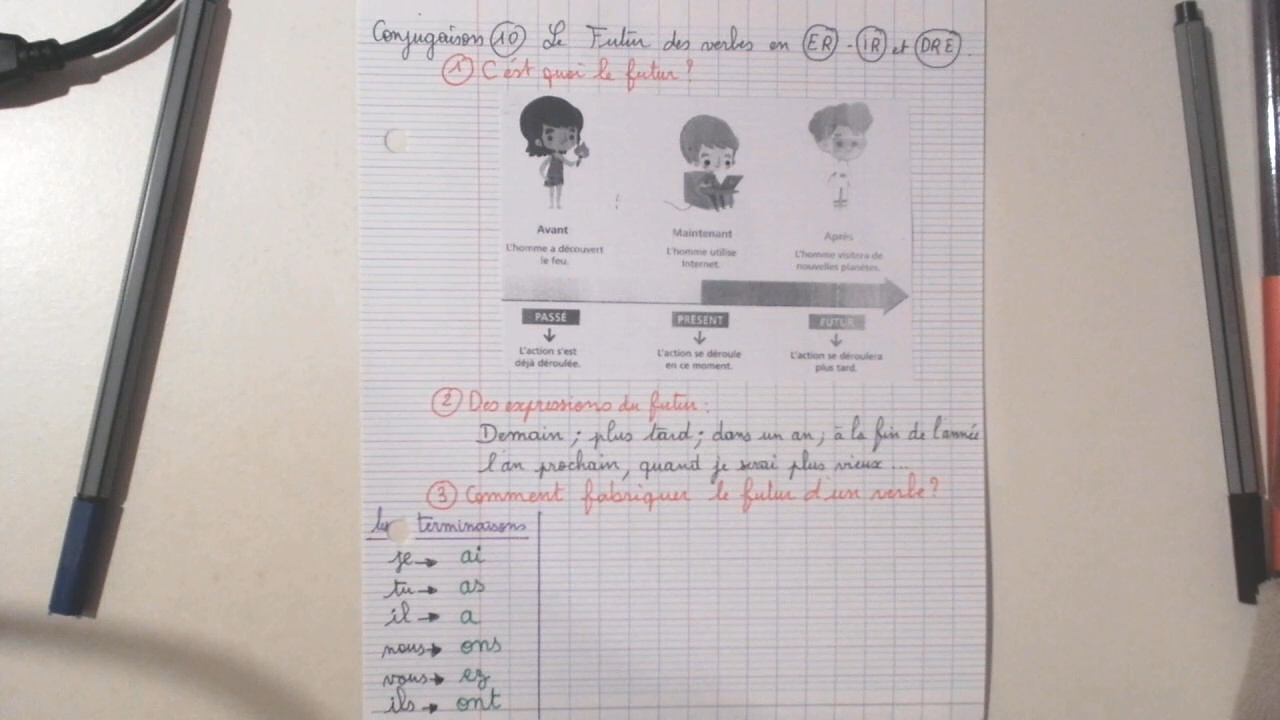 Conjugaison 10 Le Futur des verbes en ER - IR et DRE.
1 C'est quoi le futur?
Avant
L'homme a découvert
le feu.
Maintenant
L'homme utilise
Internet.
Après
L'homme visitera de
nouvelles planètes.
PASSÉ
L'action s'est
déjà déroulée.
PRÉSENT
L'action se déroule
en ce moment.
FUTUR
L'action se déroulera
plus tard.
2 Des expressions du futur:
Demain; plus tard; dans un an; à la fin de l'année
l'an prochain, quand je serai plus vieux ...
3 Comment fabriquer le futur d'un verbe?
terminaisons
je → ai
tu → as
il → a
nous → ons
vous → ez
ils → ont